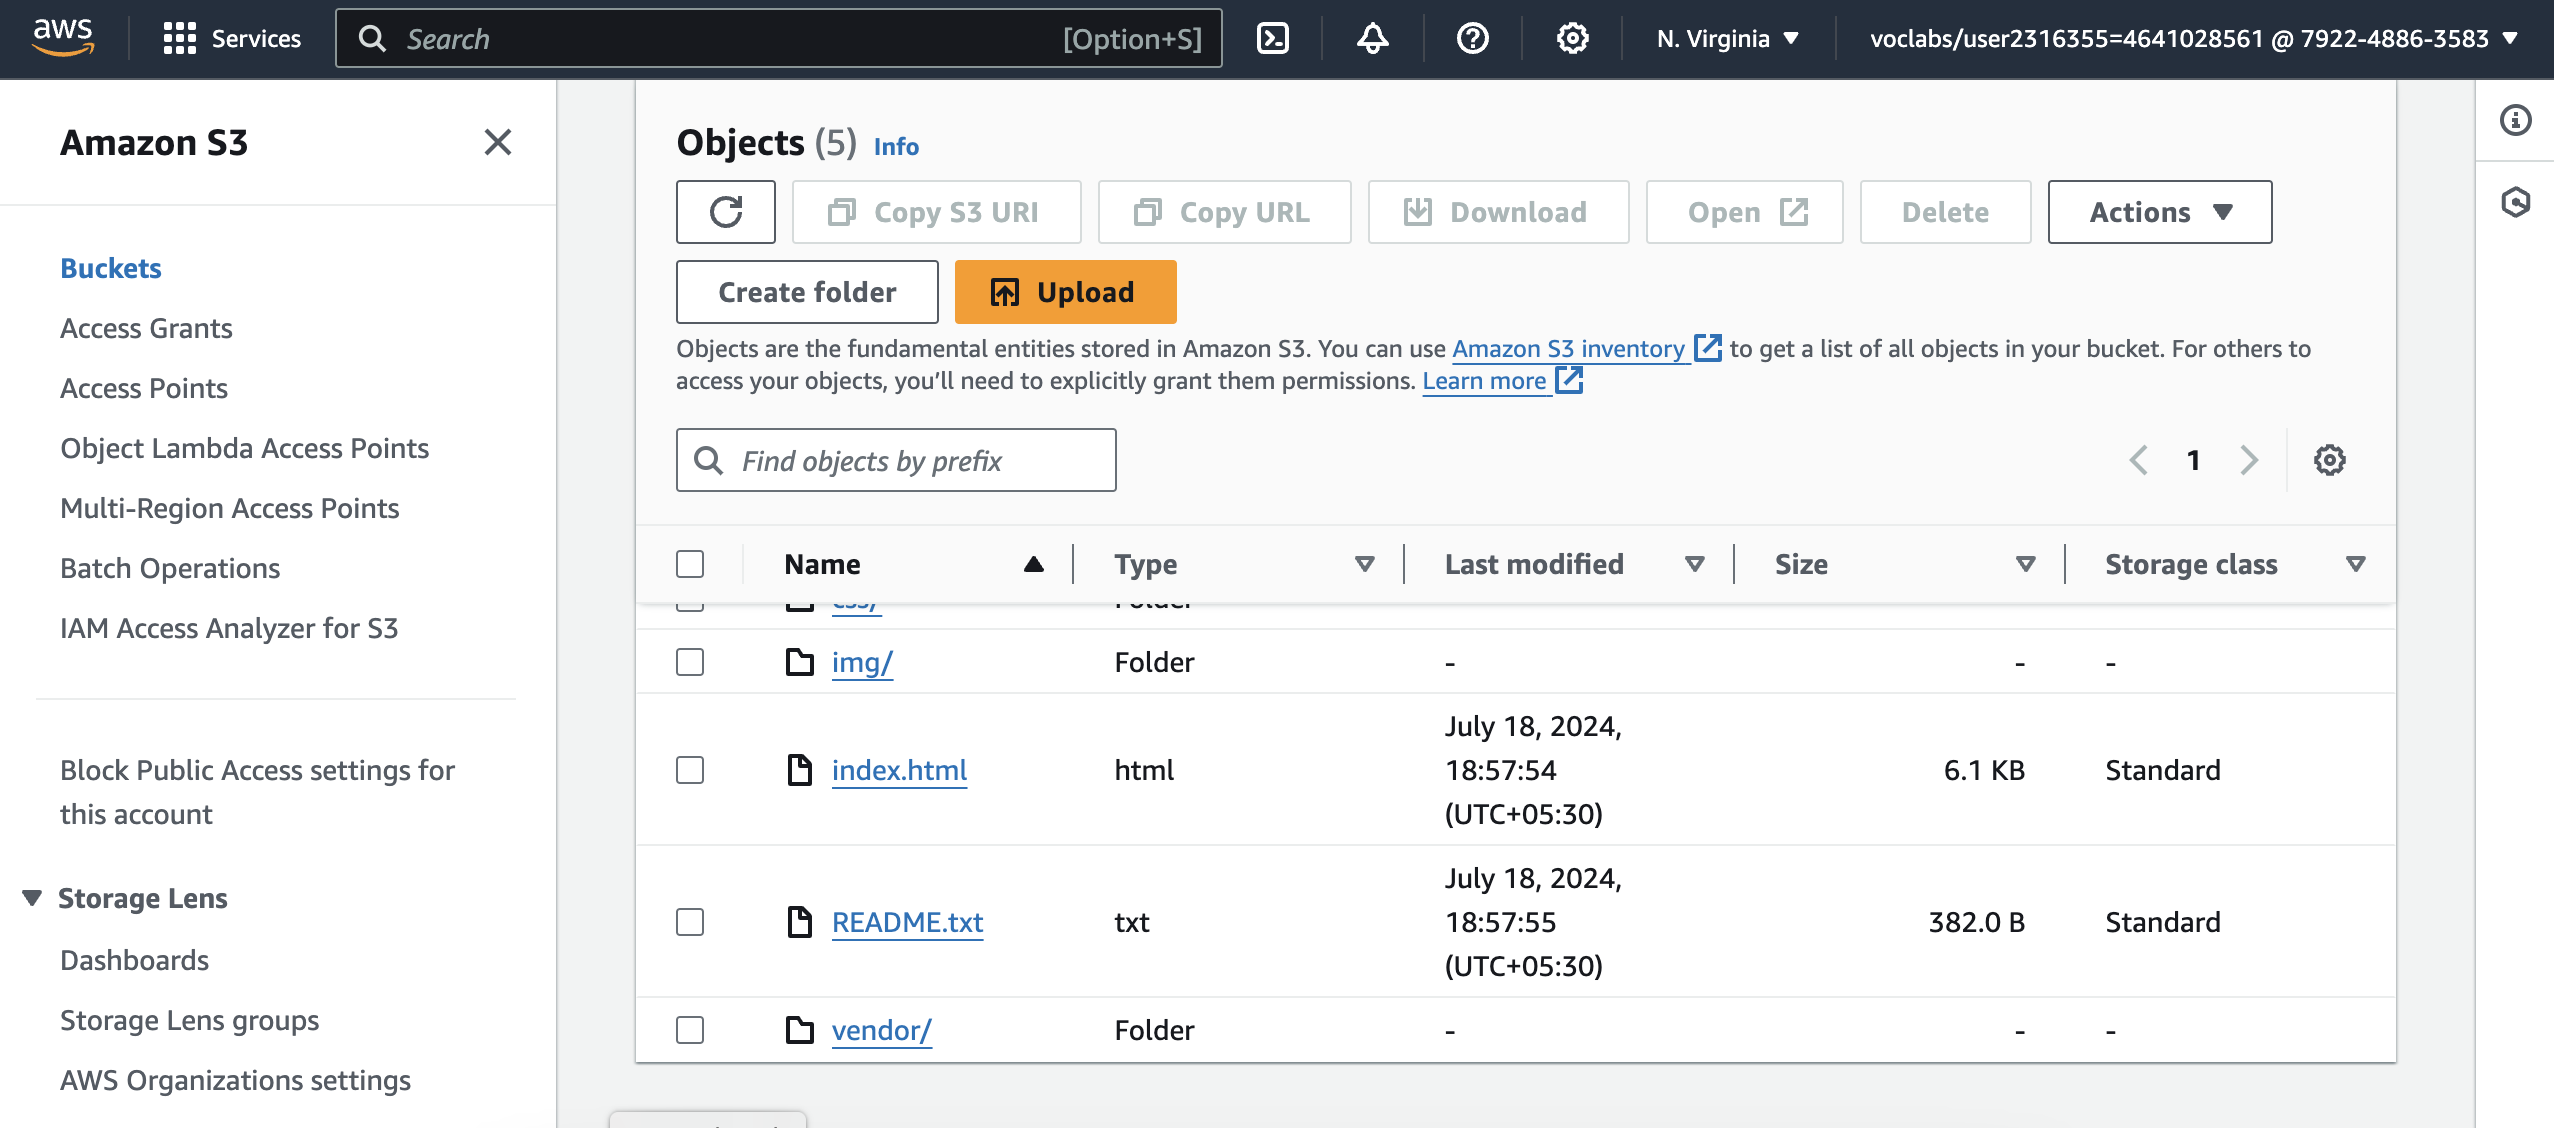 aws
Services
Search
[Option+S]
N. Virginia
voclabs/user2316355=4641028561 @ 7922-4886-3583
Amazon S3
Buckets
Access Grants
Access Points
Object Lambda Access Points
Multi-Region Access Points
Batch Operations
IAM Access Analyzer for S3
Block Public Access settings for
this account
Storage Lens
Dashboards
Storage Lens groups
AWS Organizations settings
Objects (5) Info
Copy S3 URI
Copy URL
Download
Open
Delete
Actions
Create folder
Upload
Objects are the fundamental entities stored in Amazon S3. You can use Amazon S3 inventory to get a list of all objects in your bucket. For others to
access your objects, you'll need to explicitly grant them permissions. Learn more
Find objects by prefix
1
Name Type Last modified Size Storage class
css/ Folder
img/ Folder - - -
index.html html July 18, 2024, 18:57:54 (UTC+05:30) 6.1 KB Standard
README.txt txt July 18, 2024, 18:57:55 (UTC+05:30) 382.0 B Standard
vendor/ Folder - - -